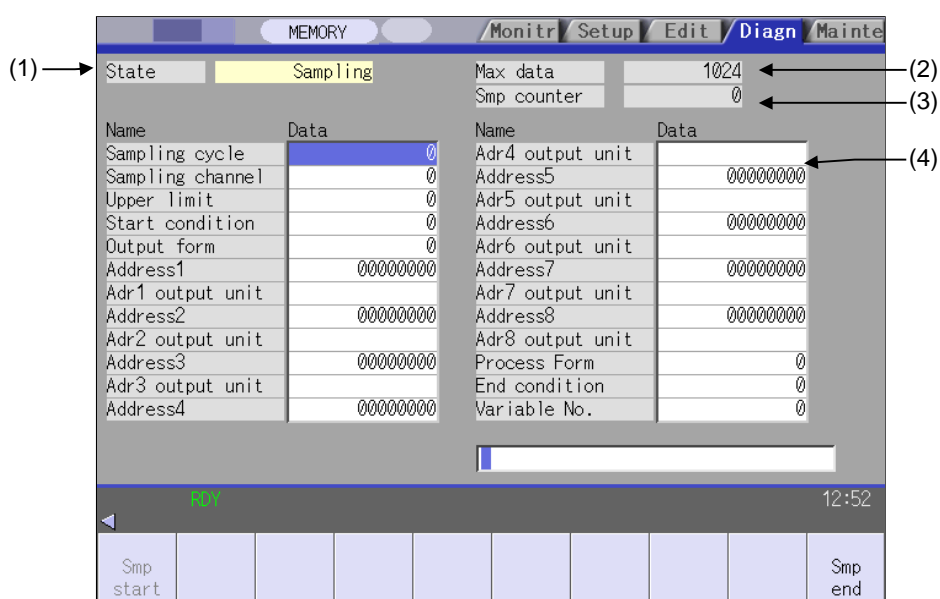 MEMORY Monitr Setup Edit Diagn Mainte
(1) State Sampling Max data 1024 (2)
Smp counter 0 (3)
Name Data Name Data
Sampling cycle 0 Adr4 output unit (4)
Sampling channel 0 Address5 00000000
Upper limit 0 Adr5 output unit
Start condition 0 Address6 00000000
Output form 0 Adr6 output unit
Address1 00000000 Address7 00000000
Adr1 output unit Adr7 output unit
Address2 00000000 Address8 00000000
Adr2 output unit Adr8 output unit
Address3 00000000 Process Form 0
Adr3 output unit End condition 0
Address4 00000000 Variable No. 0
RDY 12:52
Smp start Smp end